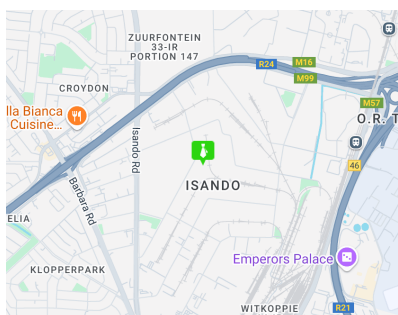 ZUURFONTEIN
33-IR
PORTION 147
R24
M16
M99
CROYDON
M57
lla Bianca
Cuisine...
O.R. T
Isando Rd
46
ISANDO
Barbara Rd
ELIA
Emperors Palace
KLOPPERPARK
WITKOPPIE
R21